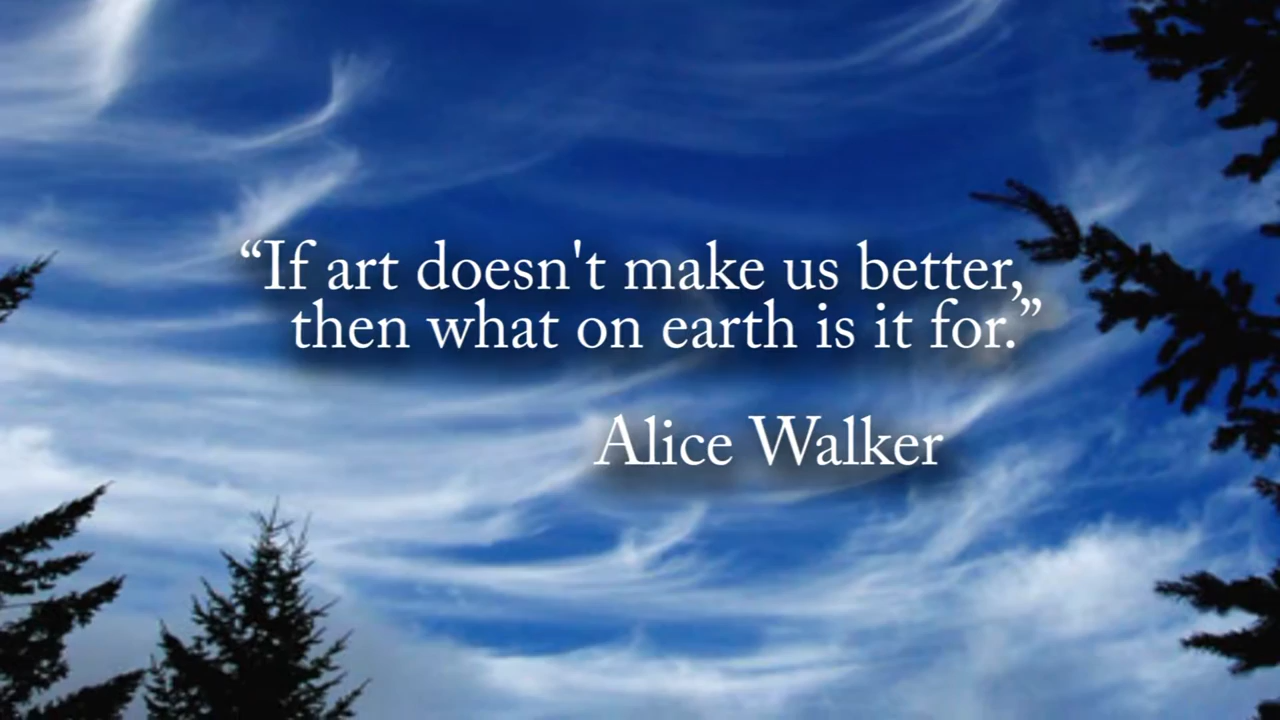 “If art doesn't make us better,
then what on earth is it for.”
Alice Walker